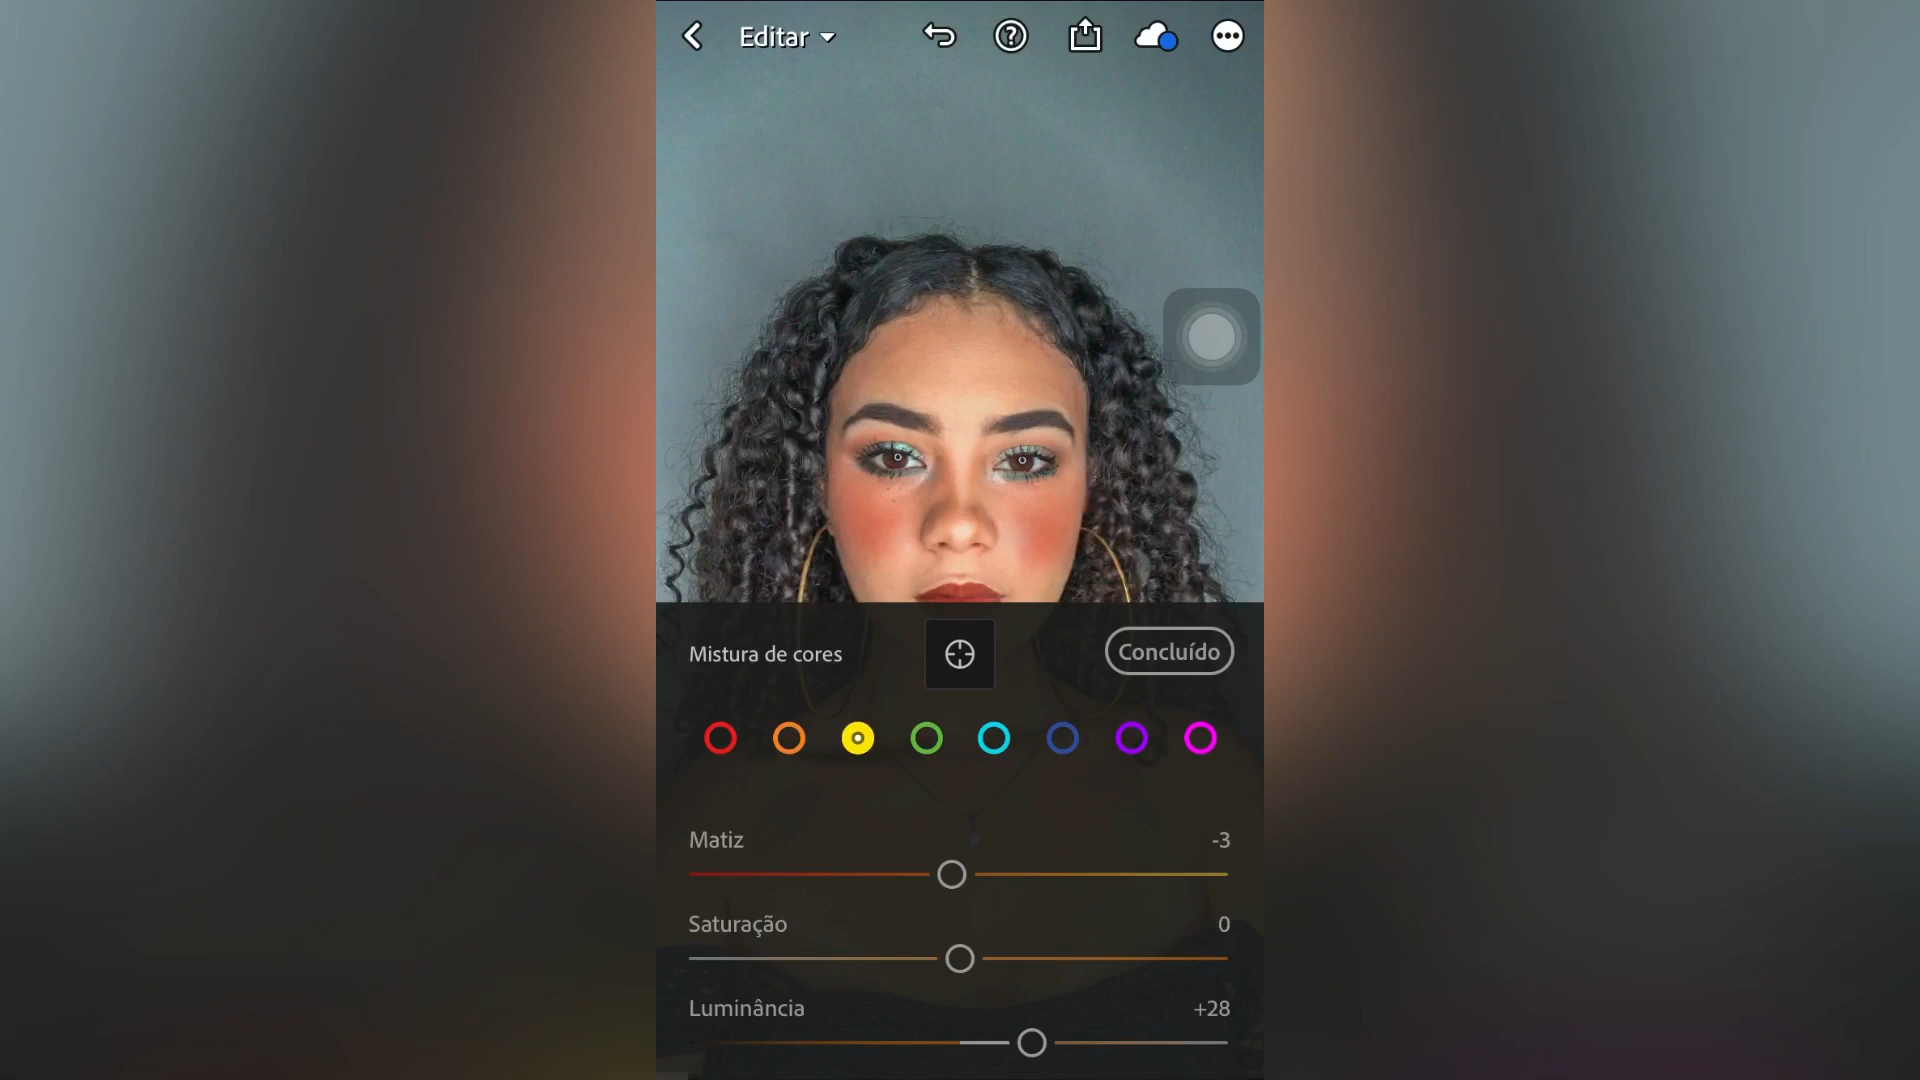 Editar
Mistura de cores
Concluído
Matiz -3
Saturação 0
Luminância +28